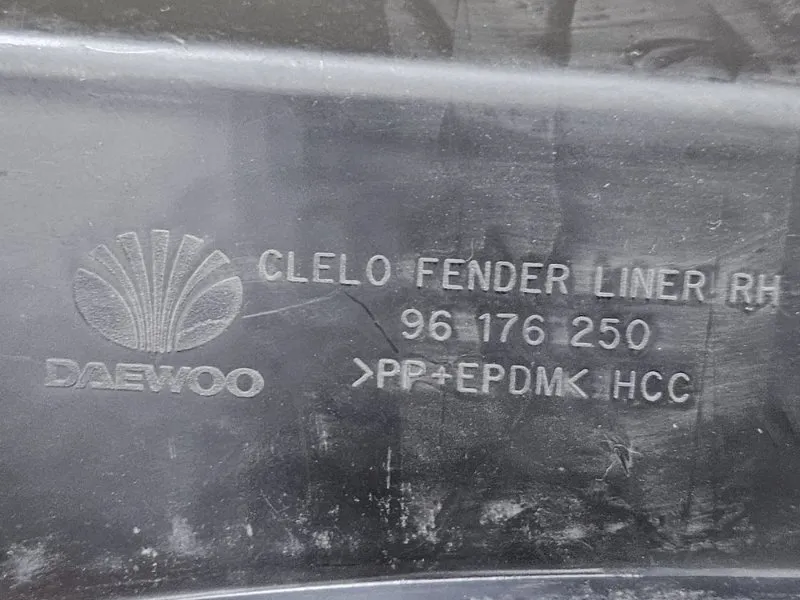 CLELO FENDER LINER RH
96 176 250
>PP+EPDM< HCC
DAEWOO